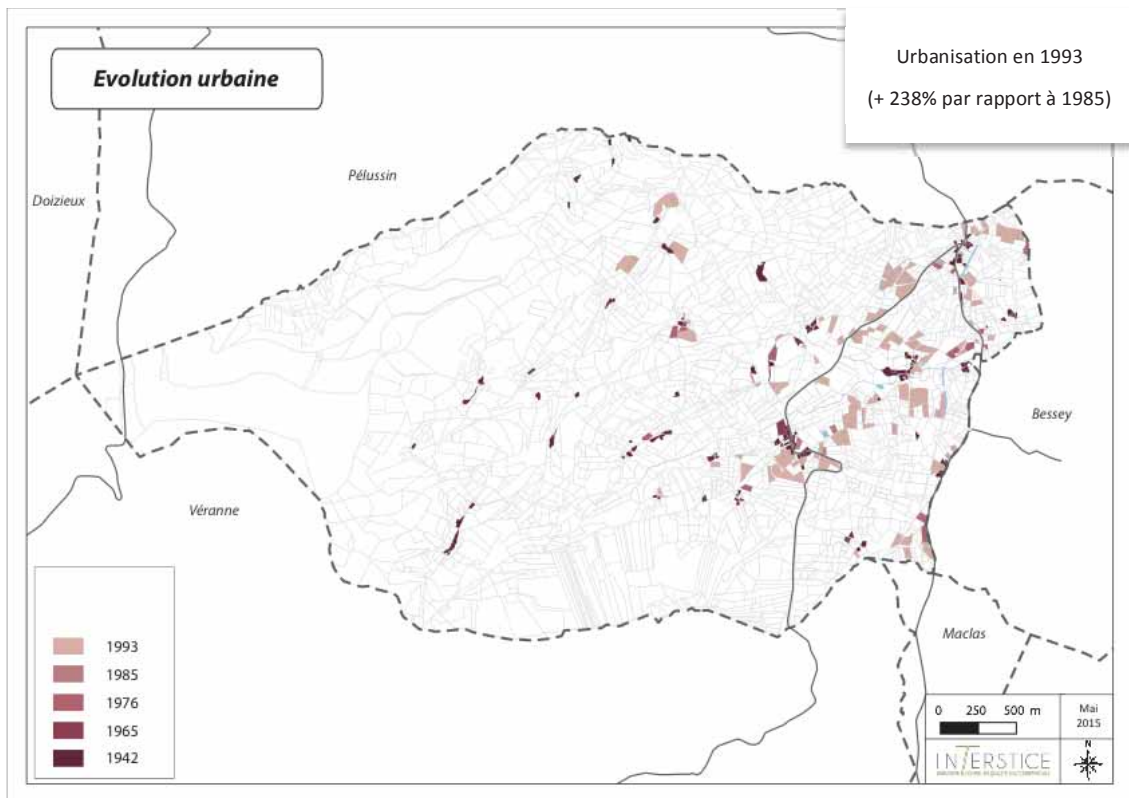 Evolution urbaine
Urbanisation en 1993
(+ 238% par rapport à 1985)
Doizieux
Pélussin
Bessey
Véranne
Maclas
1993
1985
1976
1965
1942
0 250 500 m
Mai
2015
N
INTERSTICE